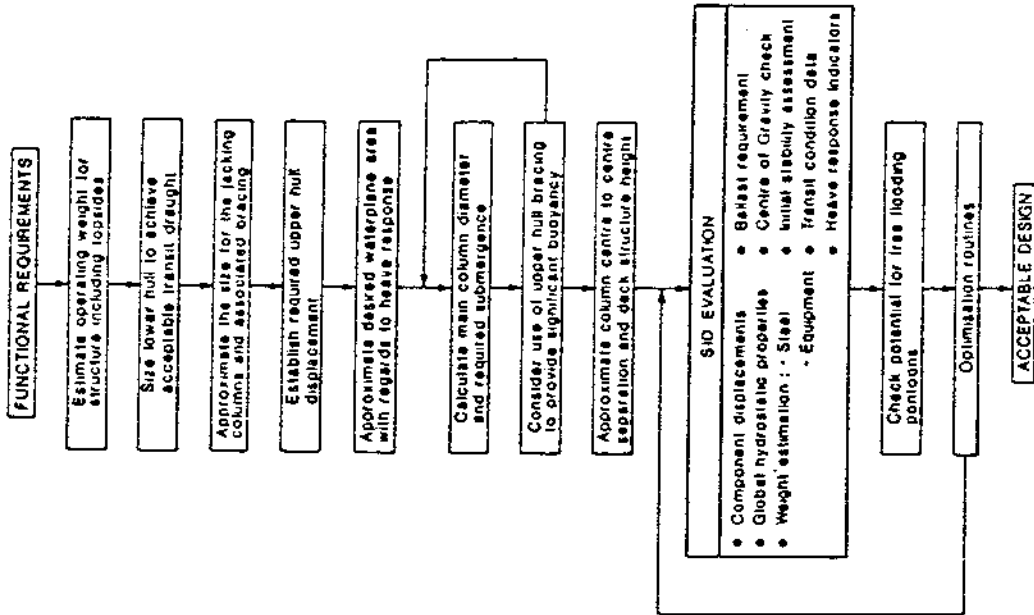 FUNCTIONAL REQUIREMENTS
Estimate operating weight for
structure including topsides
Size lower hull to achieve
acceptable transit draught
Approximate the size for the jacking
columns and associated bracing
Establish required upper hull
displacement
Approximate desired waterplane area
with regards to heave response
Calculate main column diameter
and required submergence
Consider use of upper hull bracing
to provide significant buoyancy
Approximate column centre to centre
separation and deck structure height
SID EVALUATION
• Component displacements
• Global hydrostatic properties
• Weight estimation : - Steel
- Equipment
• Ballast requirement
• Centre of Gravity check
• Initial stability assessment
• Transit condition data
• Heave response indicators
Check potential for free flooding
pontoons
Optimisation routines
ACCEPTABLE DESIGN